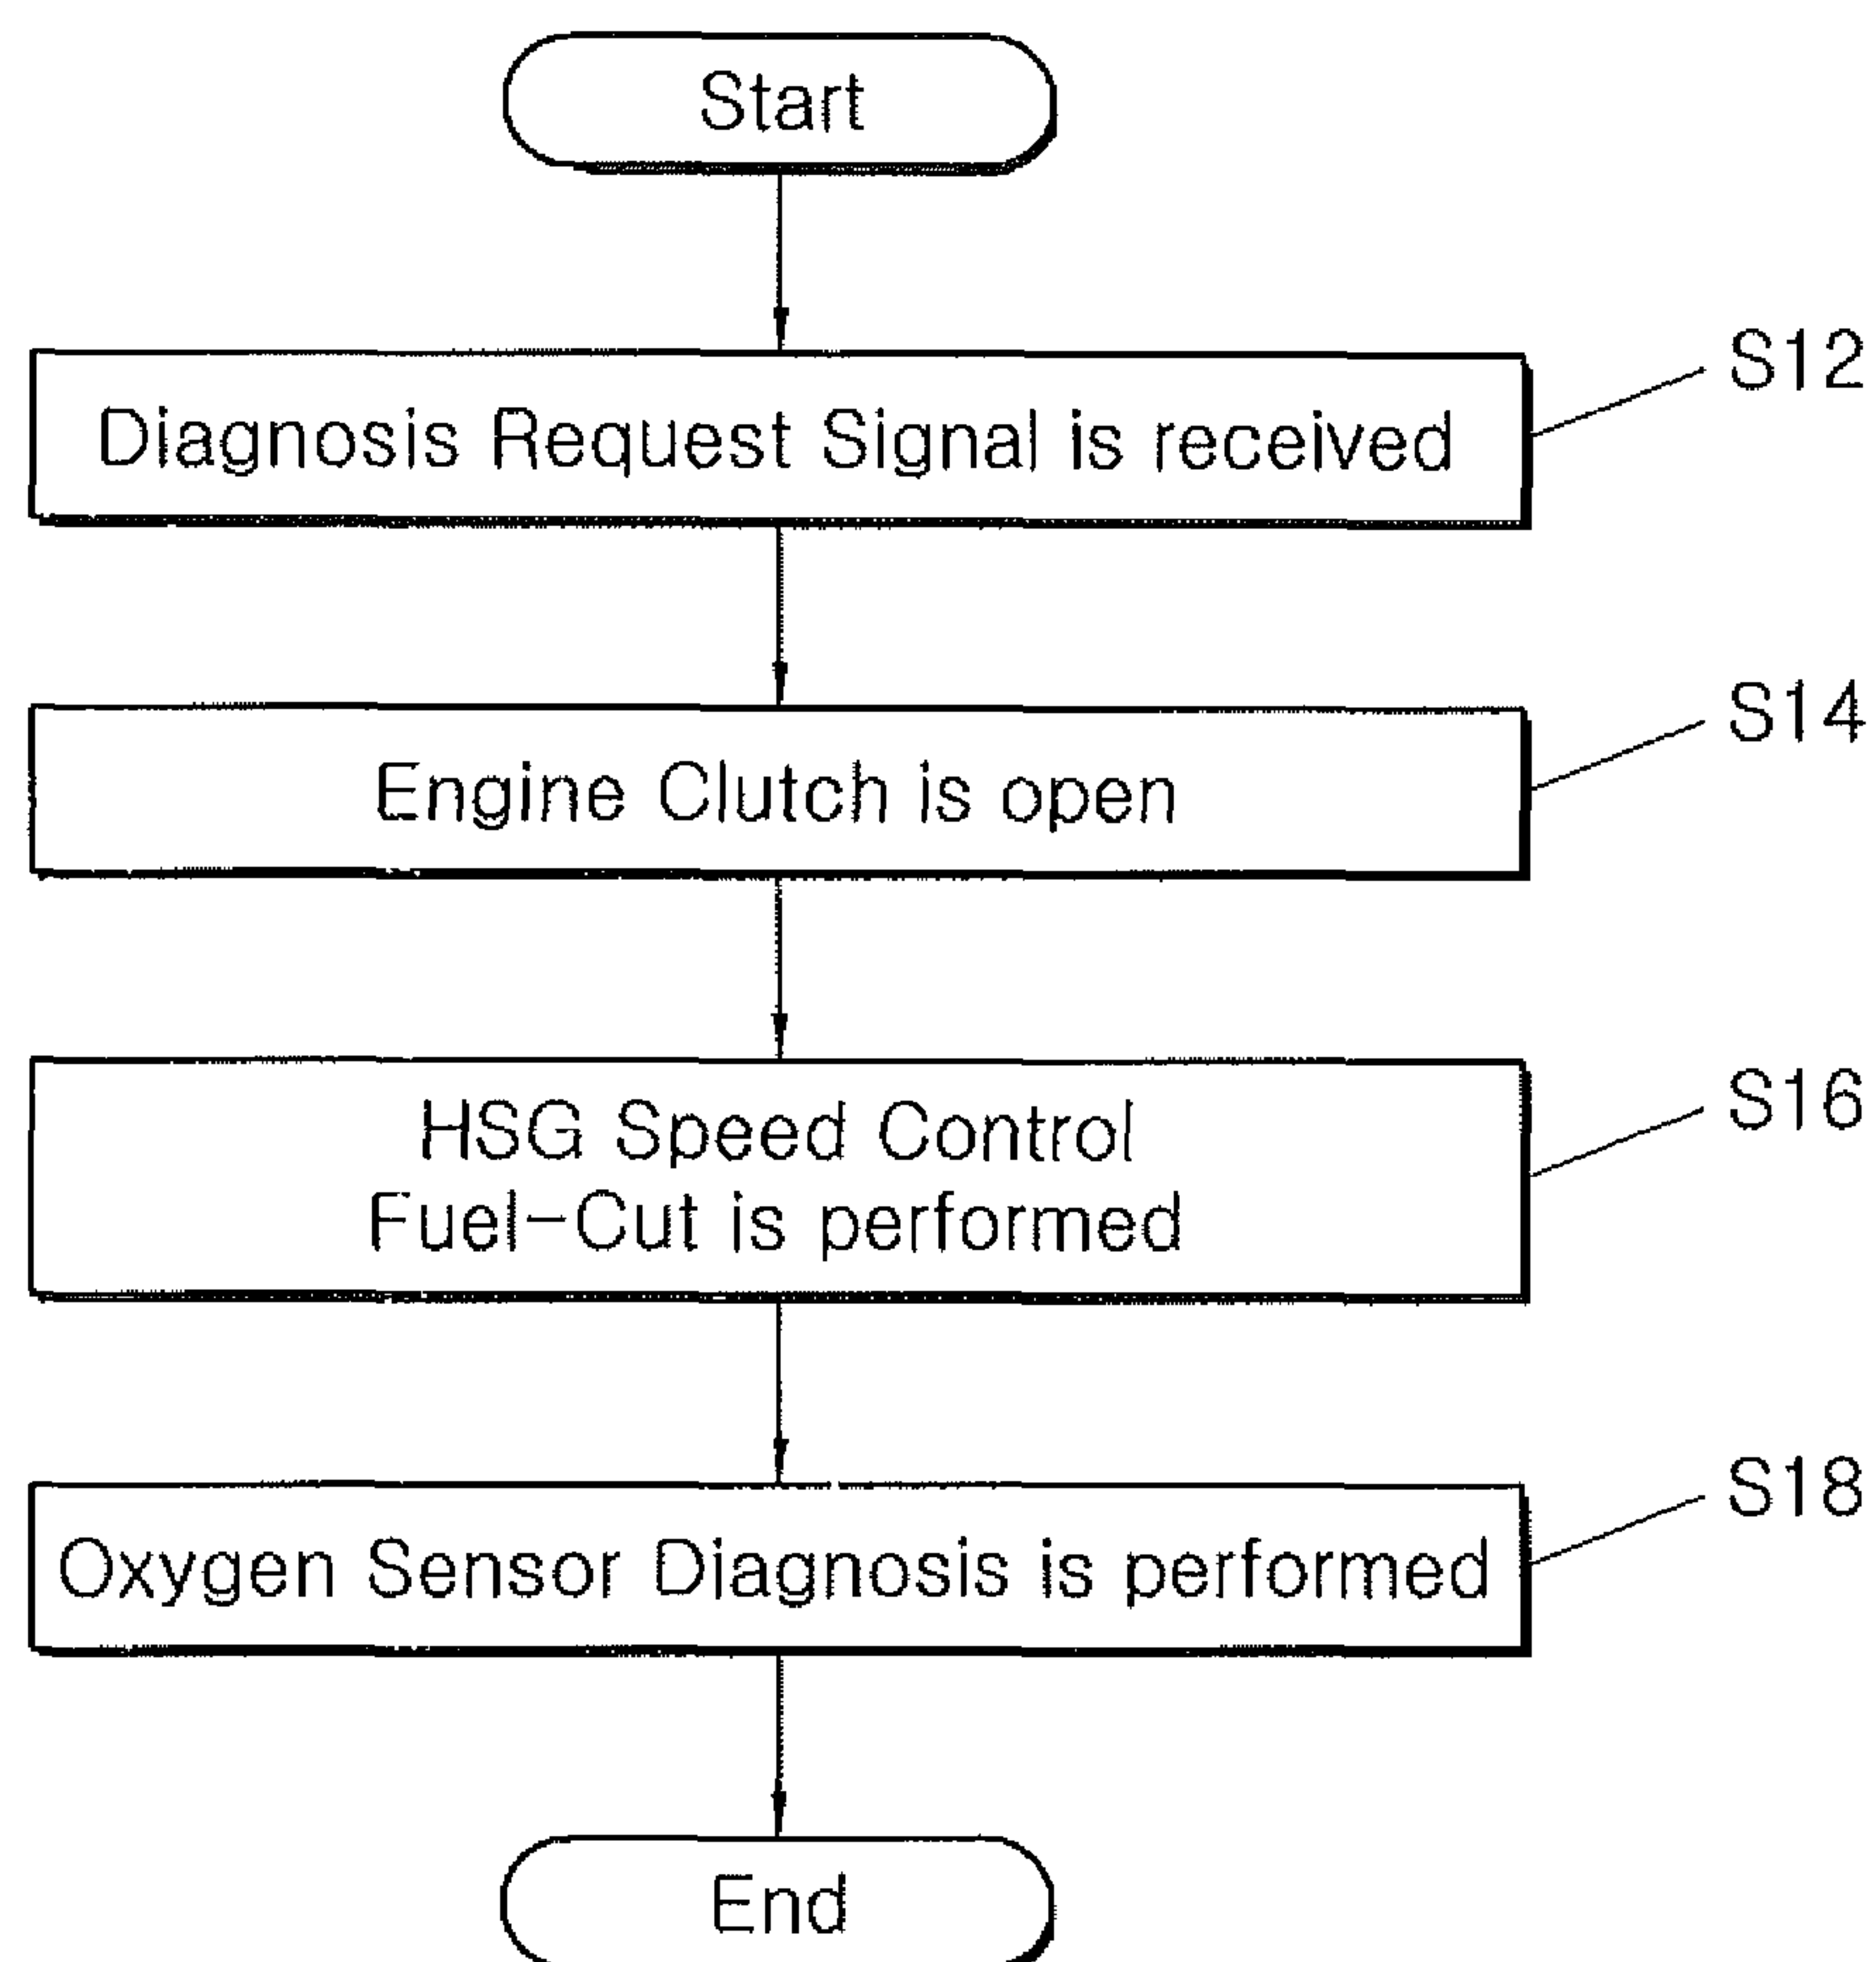 Start
S12
Diagnosis Request Signal is received
S14
Engine Clutch is open
S16
HSG Speed Control
Fuel-Cut is performed
S18
Oxygen Sensor Diagnosis is performed
End